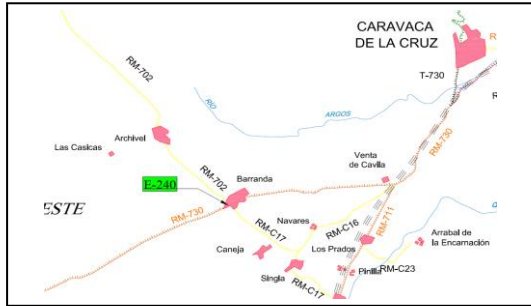 CARAVACA
DE LA CRUZ
RM-702
T-730
RIO
ARGOS
Archivel
RM-730
Las Casicas
Venta
de Cavilla
RM-702
Barranda
E-240
ESTE
RM-730
RM-C17
Navares
RM-C16
RM-711
Arrabal de
la Encarnación
Caneja
Los Prados
Singla
Pinilla
RM-C23
RM-C17